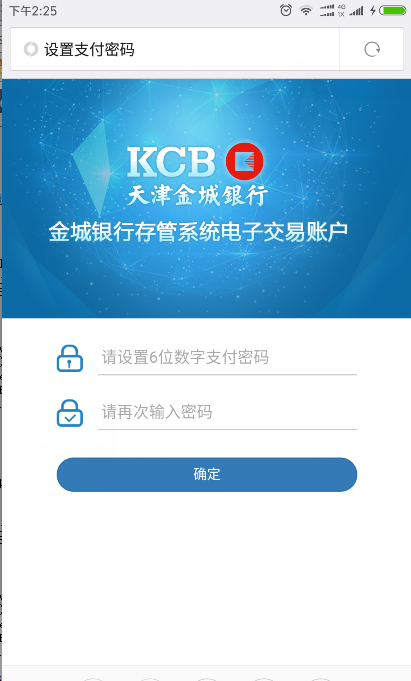 下午2:25
4G
1X
设置支付密码
KCB
天津金城银行
金城银行存管系统电子交易账户
请设置6位数字支付密码
请再次输入密码
确定